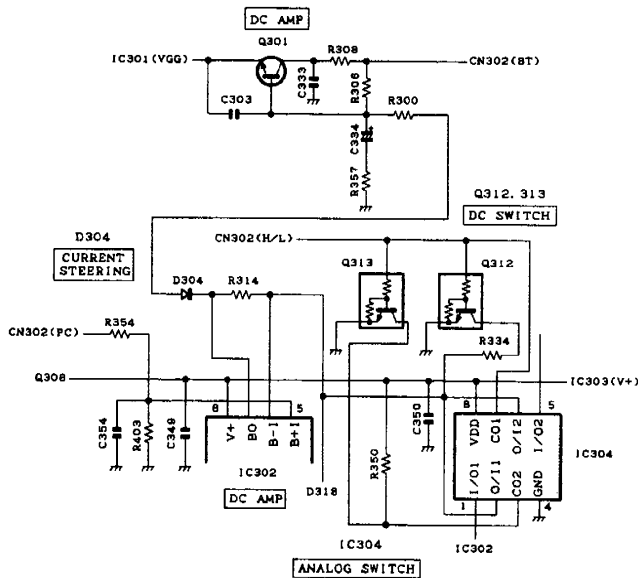 DC AMP
Q301
IC301(VGG)
R308
CN302(BT)
C333
R306
C303
R300
C334
+
R357
Q312. 313
DC SWITCH
D304
CURRENT
STEERING
CN302(H/L)
Q313
Q312
D304
R314
R354
CN302(PC)
R334
Q308
IC303(V+)
C354
R403
C349
8
5
V+
BO
B-I
B+I
IC302
DC AMP
D318
R350
C350
8
5
VDD
CO1
O/I2
I/O2
I/O1
O/I1
CO2
GND
1
4
IC304
IC304
IC302
ANALOG SWITCH